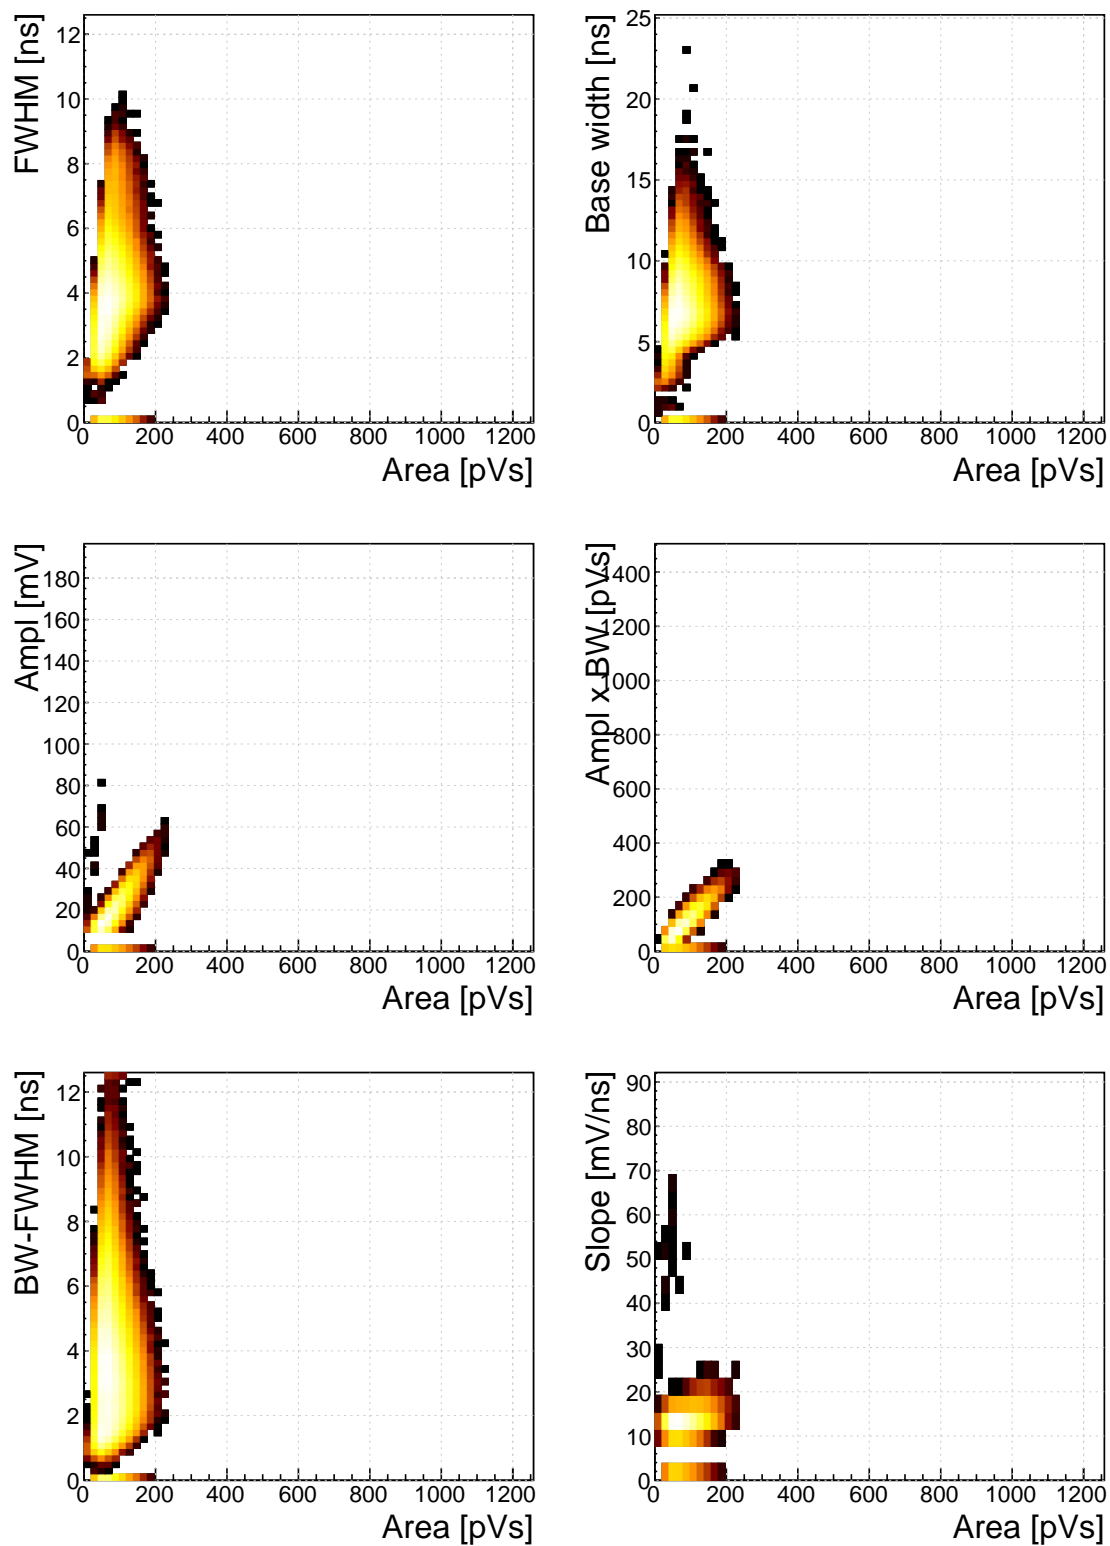 FWHM [ns]
12
10
8
6
4
2
0
0 200 400 600 800 1000 1200
Area [pVs]
Base width [ns]
25
20
15
10
5
0
0 200 400 600 800 1000 1200
Area [pVs]
Ampl [mV]
180
160
140
120
100
80
60
40
20
0
0 200 400 600 800 1000 1200
Area [pVs]
Ampl x BW [pVs]
1400
1200
1000
800
600
400
200
0
0 200 400 600 800 1000 1200
Area [pVs]
BW-FWHM [ns]
12
10
8
6
4
2
0
0 200 400 600 800 1000 1200
Area [pVs]
Slope [mV/ns]
90
80
70
60
50
40
30
20
10
0
0 200 400 600 800 1000 1200
Area [pVs]